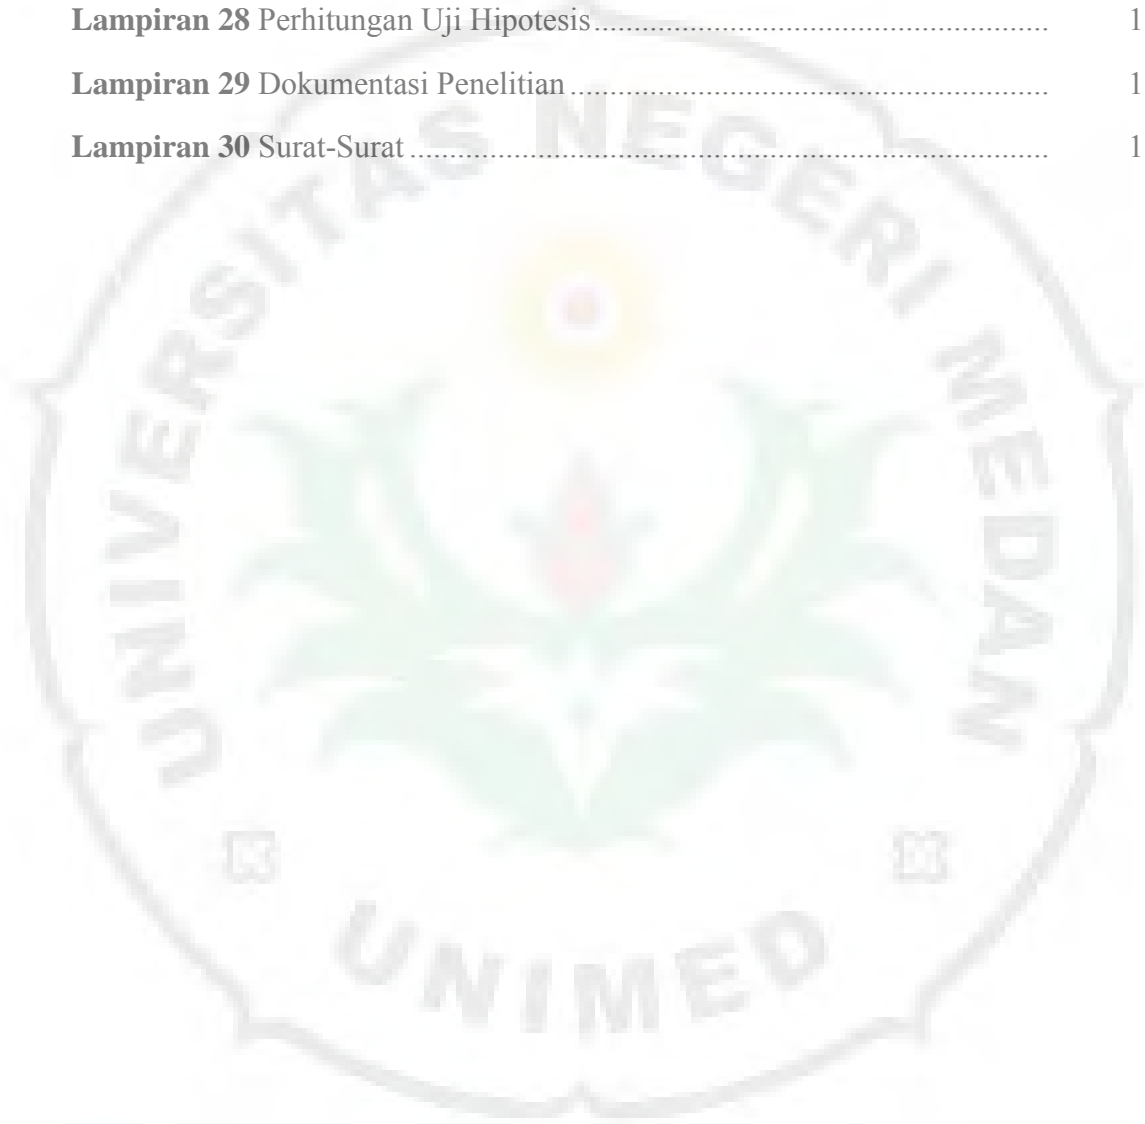 Lampiran 28 Perhitungan Uji Hipotesis.......................................................... 1
Lampiran 29 Dokumentasi Penelitian............................................................. 1
Lampiran 30 Surat-Surat................................................................................. 1
UNIVERSITAS NEGERI MEDAN
UNIMED